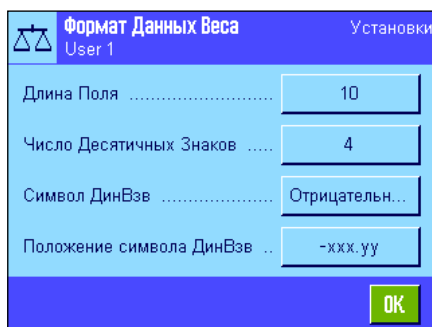 Формат Данных Веса
Установки
User 1
Длина Поля ........................... 10
Число Десятичных Знаков ..... 4
Символ ДинВзв ..................... Отрицательн...
Положение символа ДинВзв .. -xxx.yy
OK